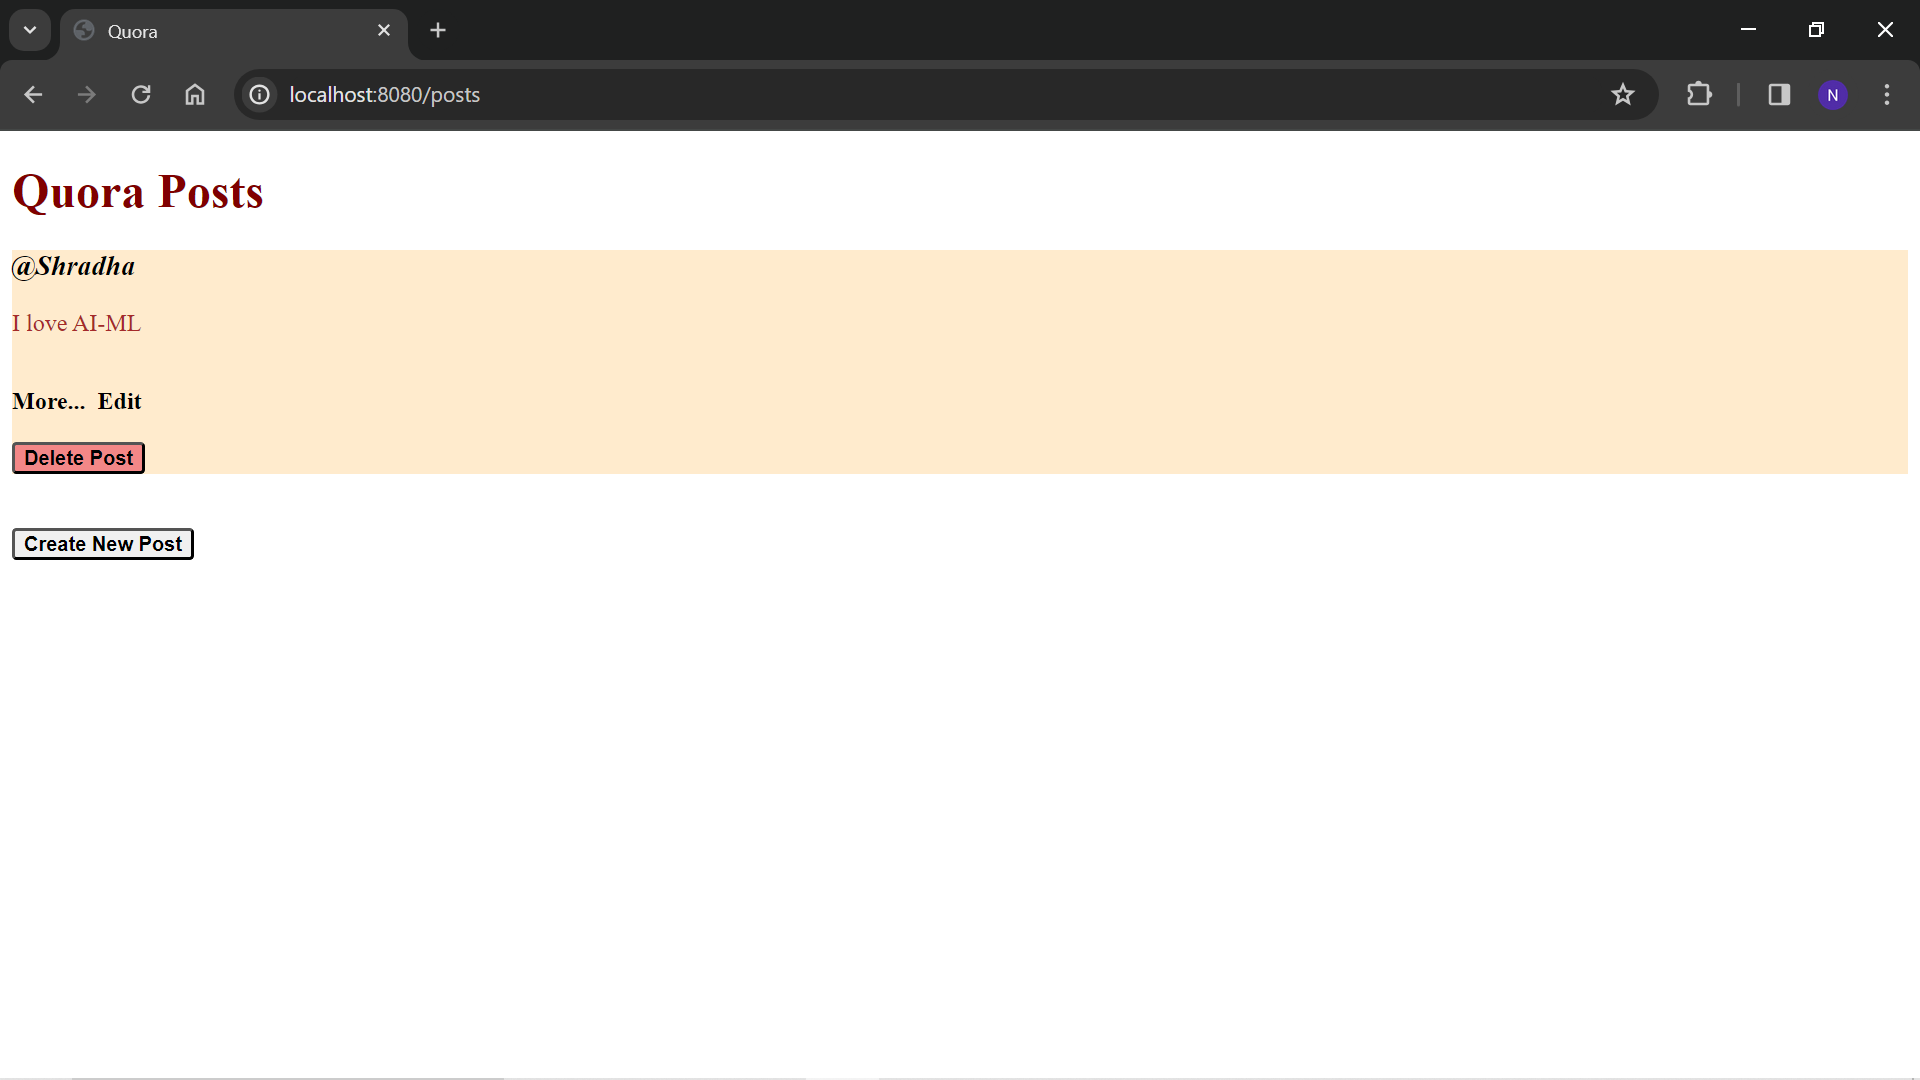 Quora
localhost:8080/posts
N
Quora Posts
@Shradha
I love AI-ML
More... Edit
Delete Post
Create New Post